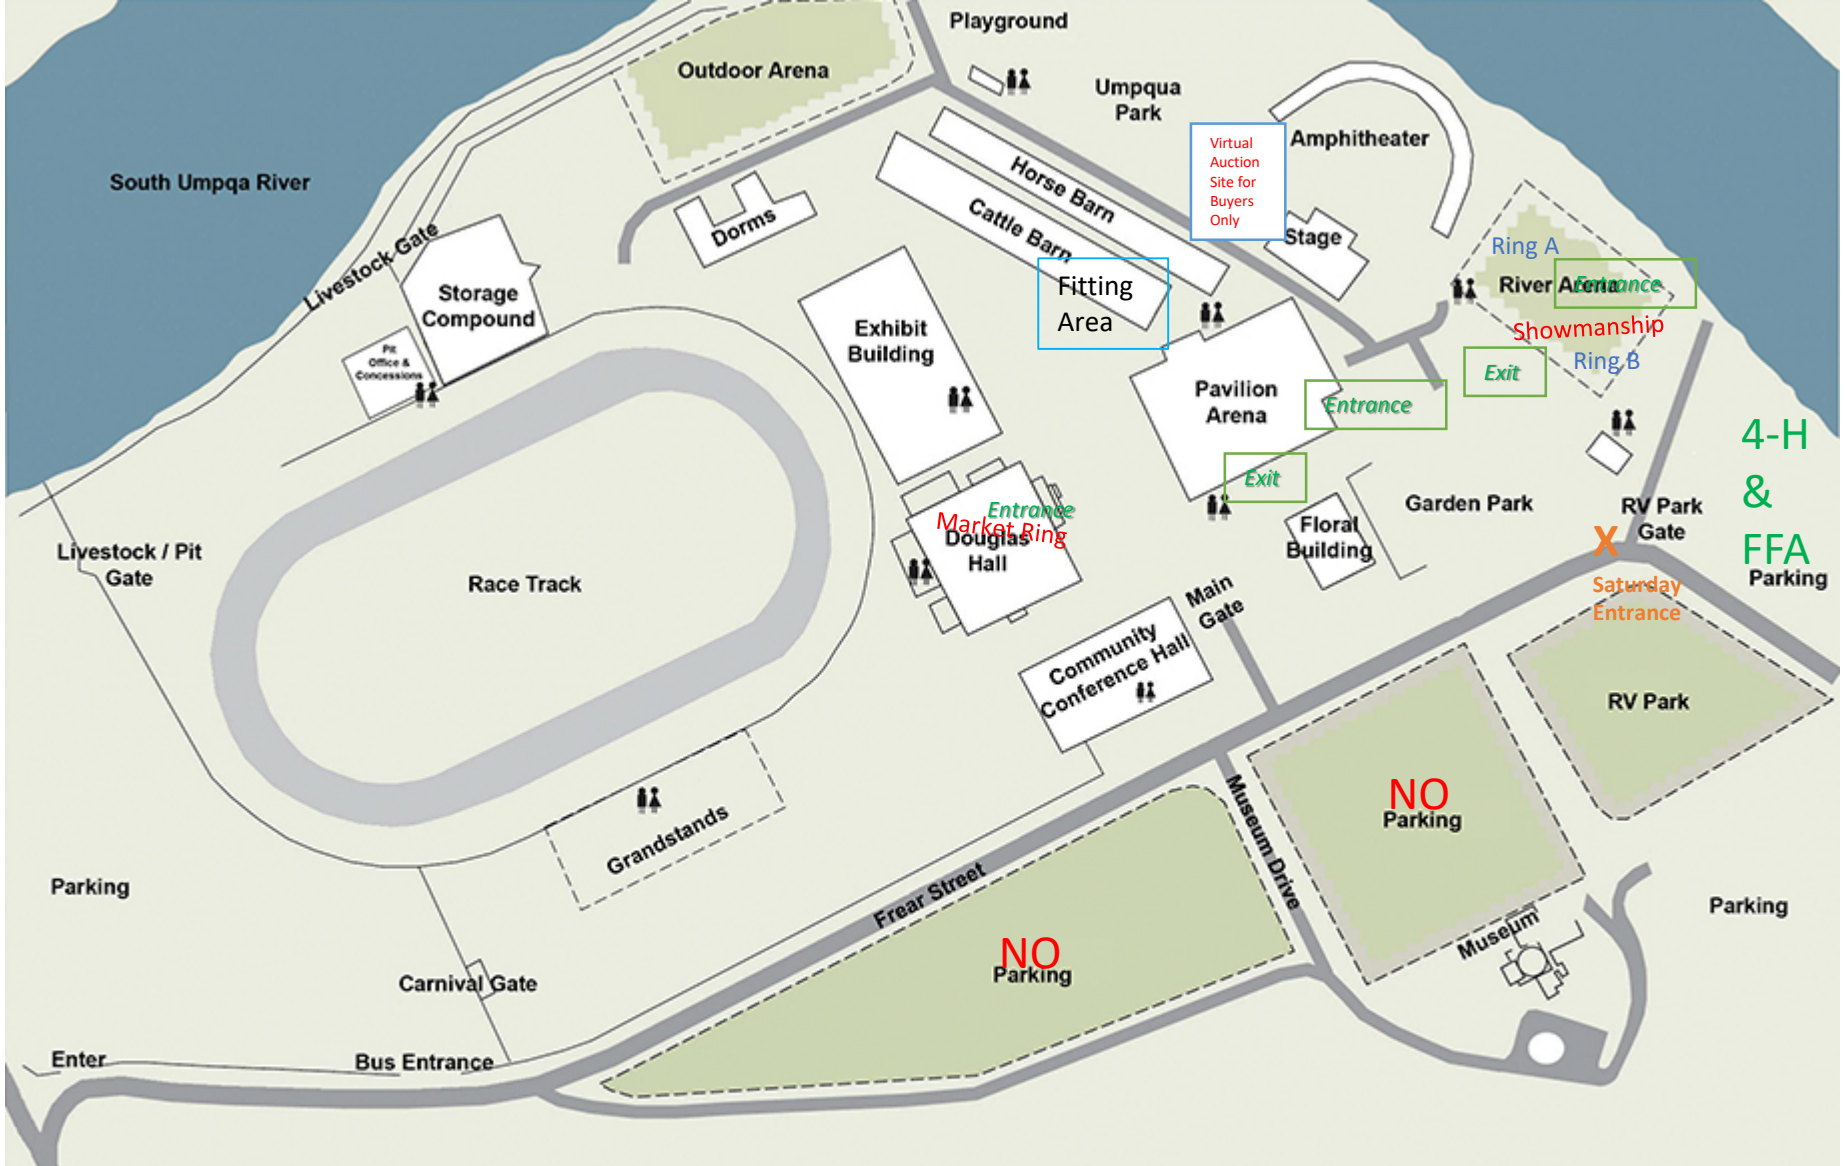 Playground
Outdoor Arena
Umpqua
Park
Virtual
Auction
Site for
Buyers
Only
Amphitheater
South Umpqa River
Horse Barn
Cattle Barn
Dorms
Stage
Ring A
River Arena
Entrance
Showmanship
Ring B
Exit
Livestock Gate
Storage
Compound
Fitting
Area
Exhibit
Building
Pit
Office &
Concessions
Pavilion
Arena
Entrance
Exit
4-H
&
FFA
Parking
Garden Park
RV Park
Gate
X
Saturday
Entrance
Floral
Building
Entrance
Market Ring
Douglas
Hall
Livestock / Pit
Gate
Race Track
Main
Gate
Community
Conference Hall
RV Park
NO
Parking
Museum Drive
Grandstands
Parking
Frear Street
Parking
Museum
NO
Parking
Carnival Gate
Enter
Bus Entrance